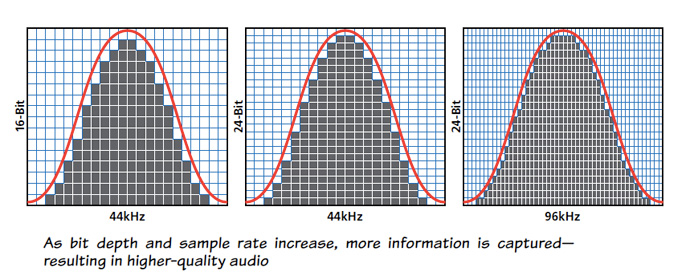 16-Bit
44kHz
24-Bit
44kHz
24-Bit
96kHz
As bit depth and sample rate increase, more information is captured—
resulting in higher-quality audio